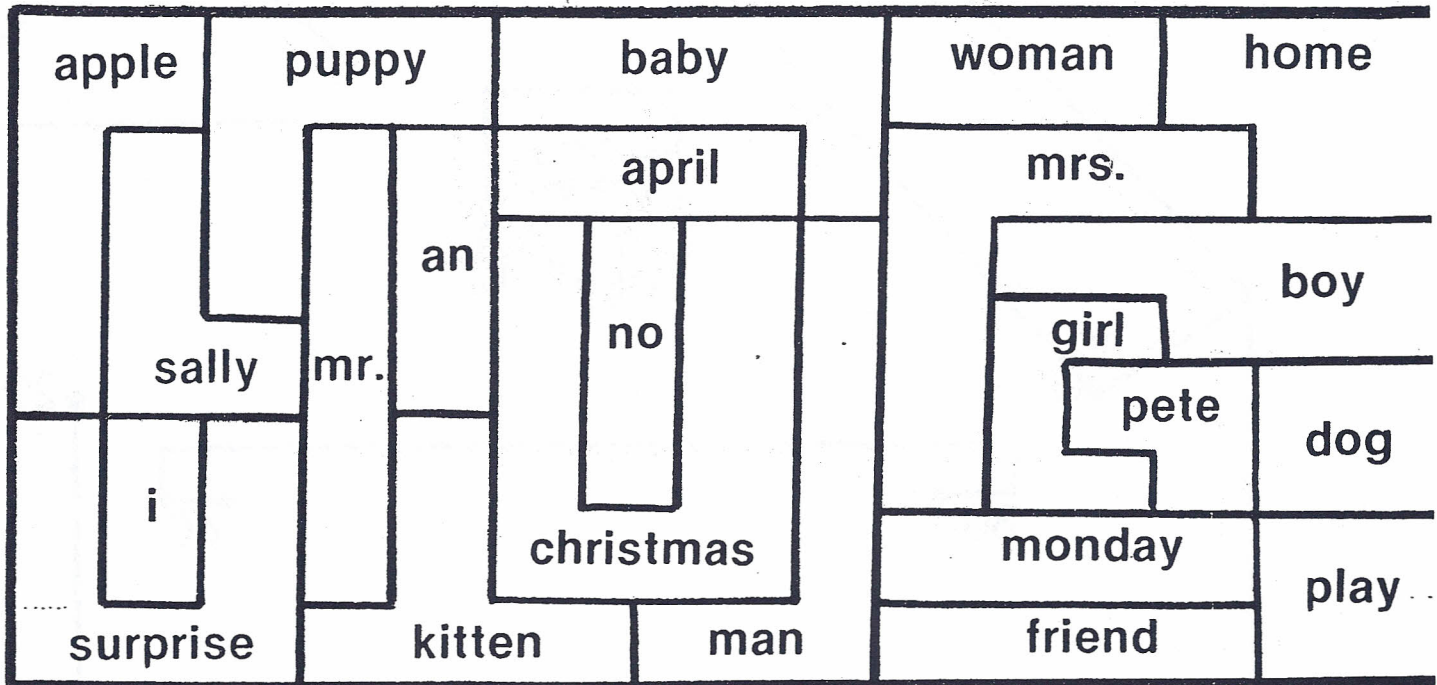 apple puppy baby woman home
april mrs.
an boy
no girl
sally mr. pete
dog
i
christmas monday
play
surprise kitten man friend